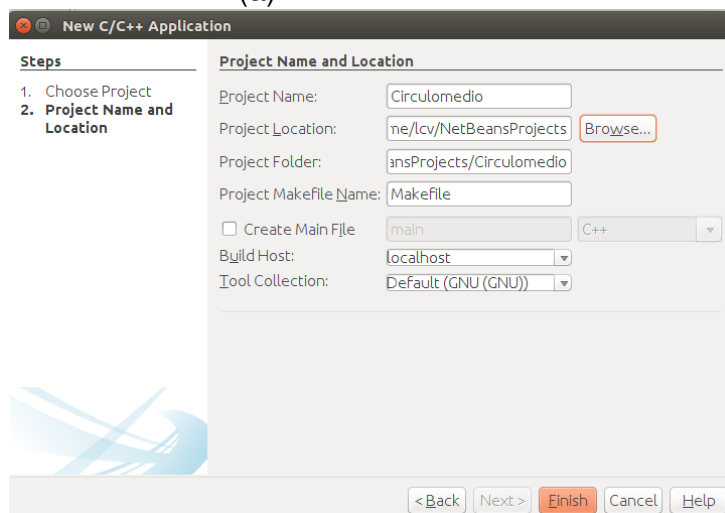 (a)
New C/C++ Application
Steps
1. Choose Project
2. Project Name and
Location
Project Name and Location
Project Name: Circulomedio
Project Location: ne/lcv/NetBeansProjects Browse...
Project Folder: ansProjects/Circulomedio
Project Makefile Name: Makefile
Create Main File main C++
Build Host: localhost
Tool Collection: Default (GNU (GNU))
< Back Next > Finish Cancel Help